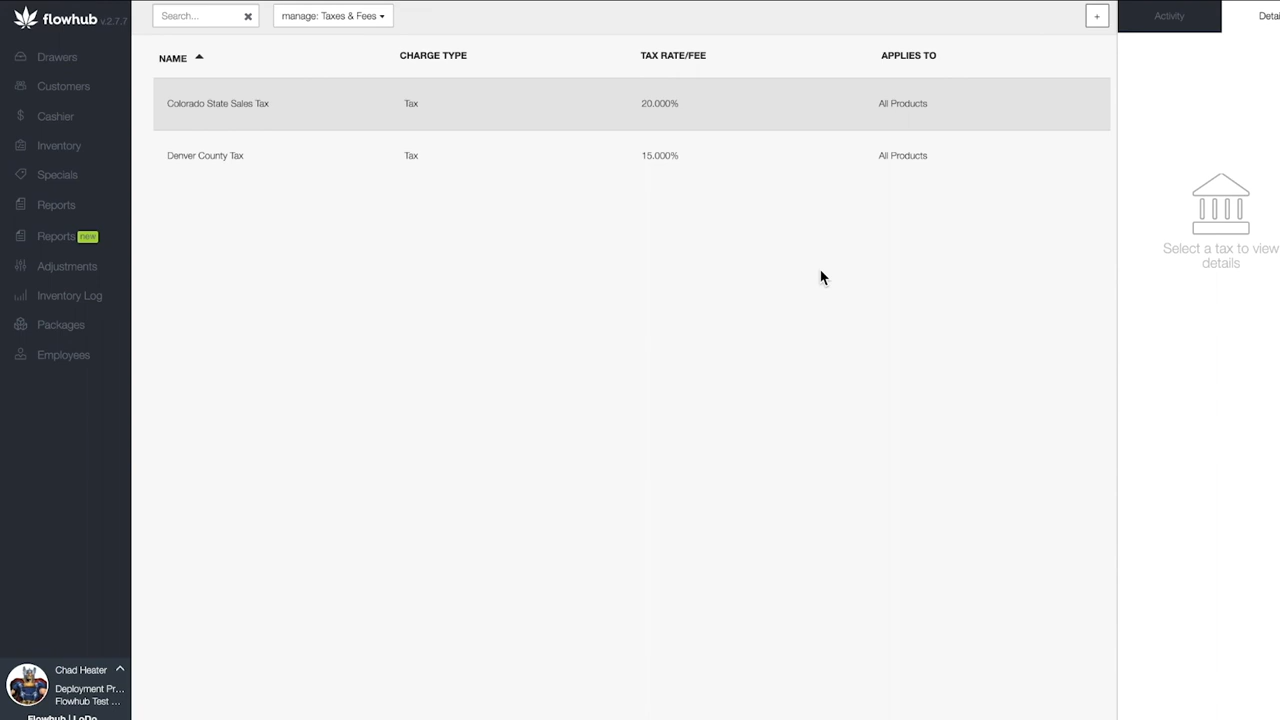 flowhub v.2.7.7
Drawers
Customers
Cashier
Inventory
Specials
Reports
Reports new
Adjustments
Inventory Log
Packages
Employees
Chad Heater
Deployment Pr...
Flowhub Test ...
Flowhub | LoDo
Search...
manage: Taxes & Fees
+
NAME CHARGE TYPE TAX RATE/FEE APPLIES TO
Colorado State Sales Tax Tax 20.000% All Products
Denver County Tax Tax 15.000% All Products
Activity
Detai
Select a tax to view
details